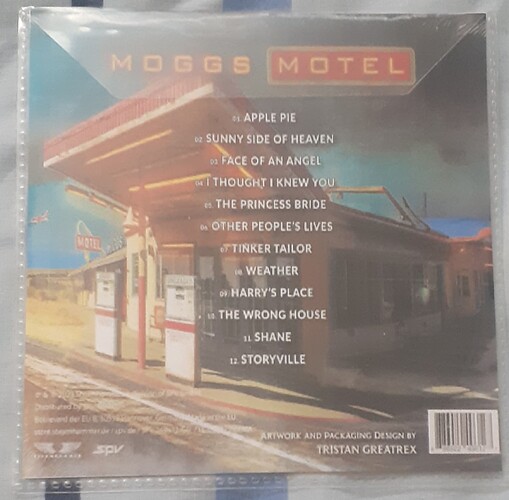 MOGGS MOTEL
01. APPLE PIE
02. SUNNY SIDE OF HEAVEN
03. FACE OF AN ANGEL
04. I THOUGHT I KNEW YOU
05. THE PRINCESS BRIDE
06. OTHER PEOPLE'S LIVES
07. TINKER TAILOR
08. WEATHER
09. HARRY'S PLACE
10. THE WRONG HOUSE
11. SHANE
12. STORYVILLE
MOTEL
spv
ARTWORK AND PACKAGING DESIGN BY
TRISTAN GREATREX